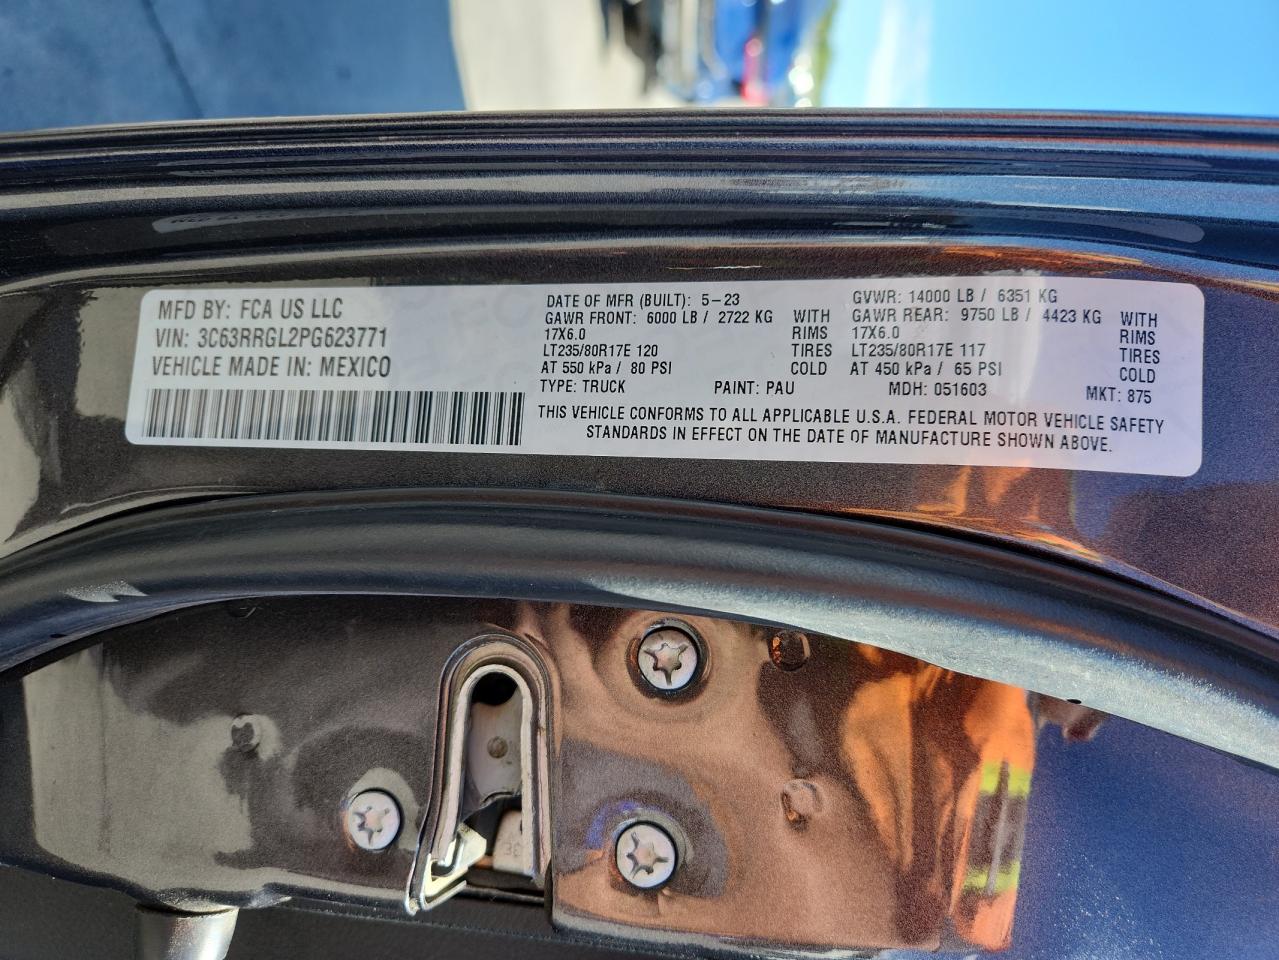 MFD BY: FCA US LLC
VIN: 3C63RRGL2PG623771
VEHICLE MADE IN: MEXICO
DATE OF MFR (BUILT): 5-23
GAWR FRONT: 6000 LB / 2722 KG WITH
17X6.0 RIMS
LT235/80R17E 120 TIRES
AT 550 kPa / 80 PSI COLD
GVWR: 14000 LB / 6351 KG
GAWR REAR: 9750 LB / 4423 KG WITH
17X6.0 RIMS
LT235/80R17E 117 TIRES
AT 450 kPa / 65 PSI COLD
TYPE: TRUCK PAINT: PAU MDH: 051603 MKT: 875
THIS VEHICLE CONFORMS TO ALL APPLICABLE U.S.A. FEDERAL MOTOR VEHICLE SAFETY
STANDARDS IN EFFECT ON THE DATE OF MANUFACTURE SHOWN ABOVE.